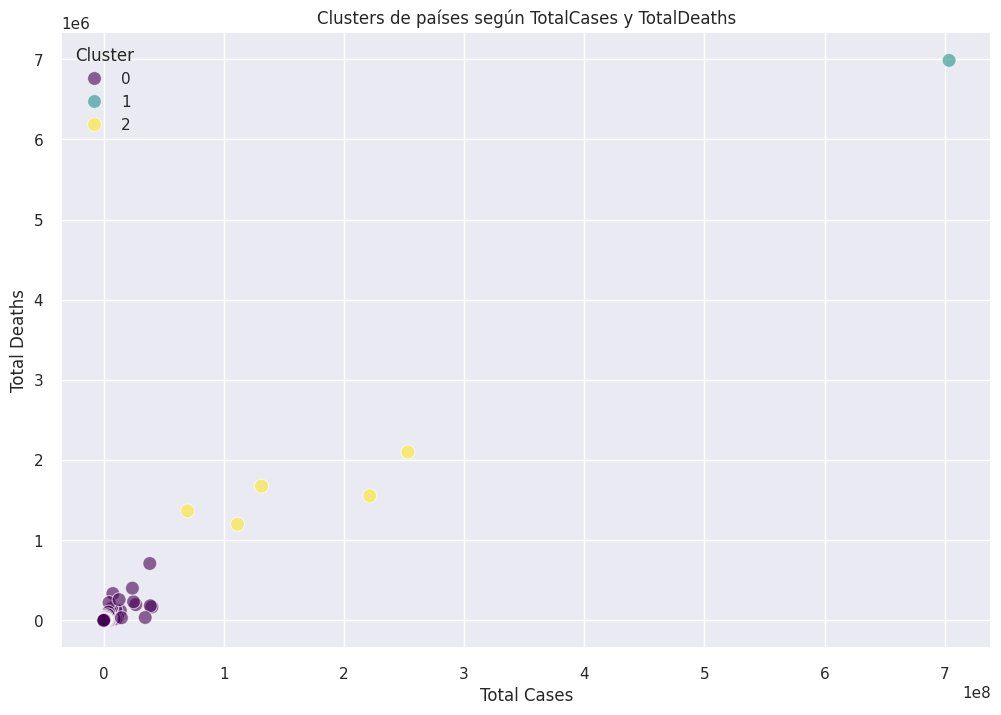 Clusters de países según TotalCases y TotalDeaths
1e6
Cluster
0
1
2
7
6
5
4
3
2
1
0
Total Deaths
0 1 2 3 4 5 6 7
1e8
Total Cases